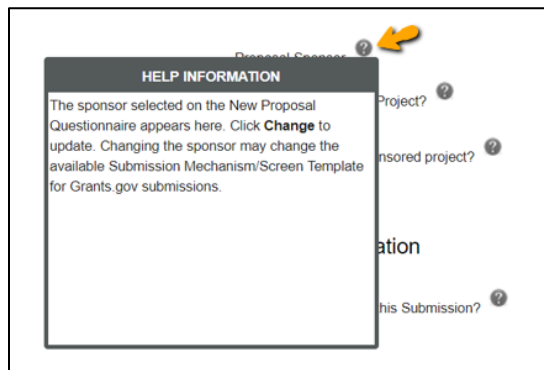 Proposal Sponsor
HELP INFORMATION
The sponsor selected on the New Proposal
Questionnaire appears here. Click Change to
update. Changing the sponsor may change the
available Submission Mechanism/Screen Template
for Grants.gov submissions.
Project?
nsored project?
ation
his Submission?